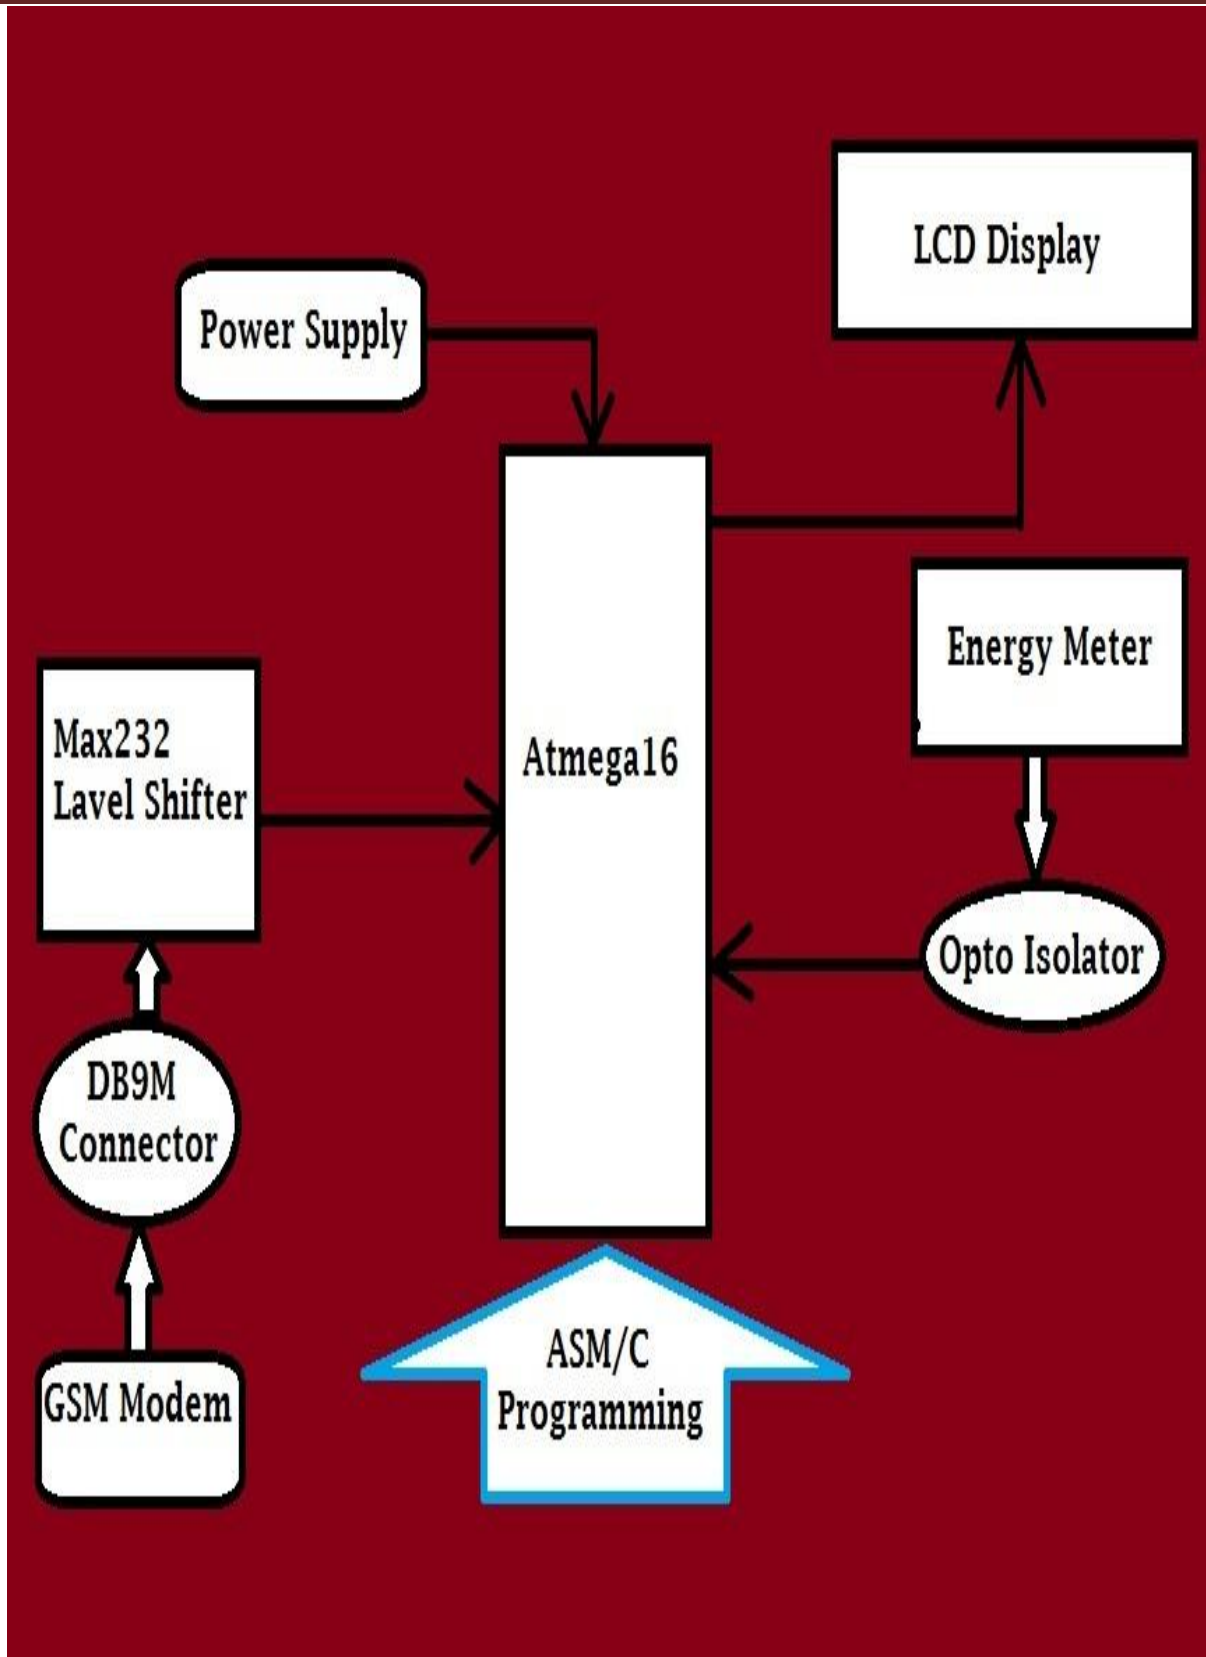 LCD Display
Power Supply
Energy Meter
Max232
Lavel Shifter
Atmega16
Opto Isolator
DB9M
Connector
GSM Modem
ASM/C
Programming